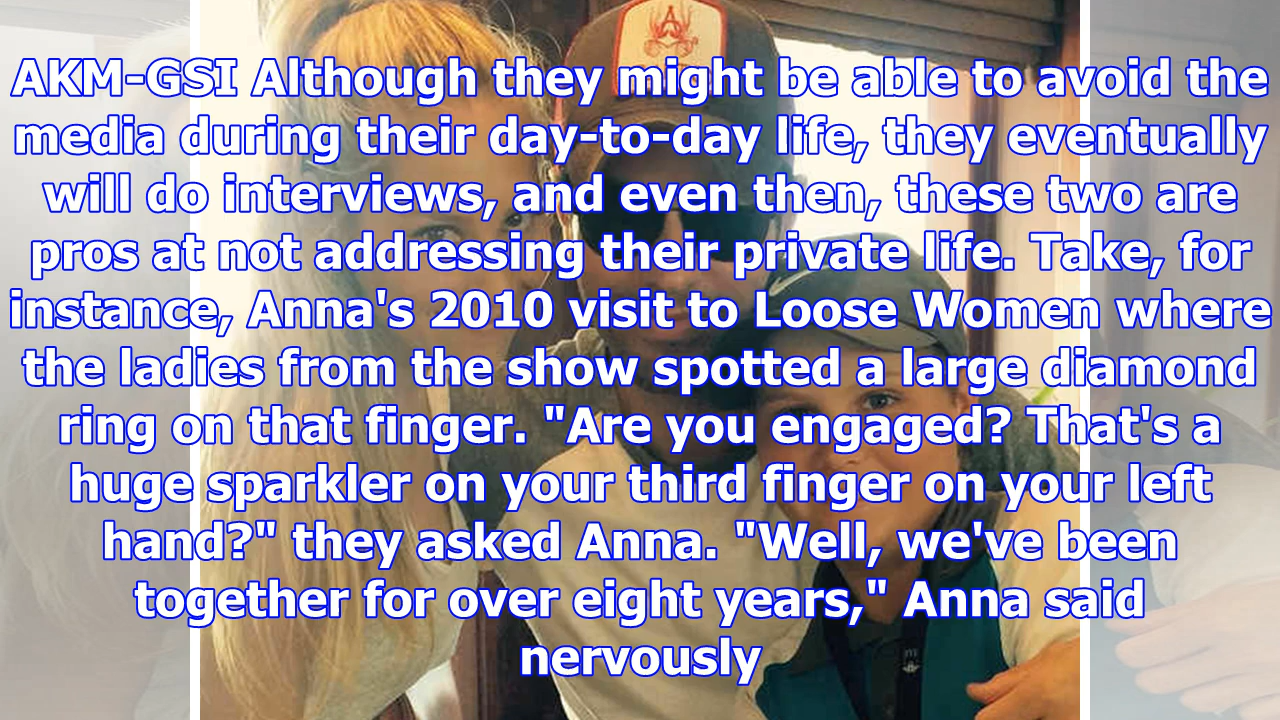 AKM-GSI Although they might be able to avoid the
media during their day-to-day life, they eventually
will do interviews, and even then, these two are
pros at not addressing their private life. Take, for
instance, Anna's 2010 visit to Loose Women where
the ladies from the show spotted a large diamond
ring on that finger. "Are you engaged? That's a
huge sparkler on your third finger on your left
hand?" they asked Anna. "Well, we've been
together for over eight years," Anna said
nervously